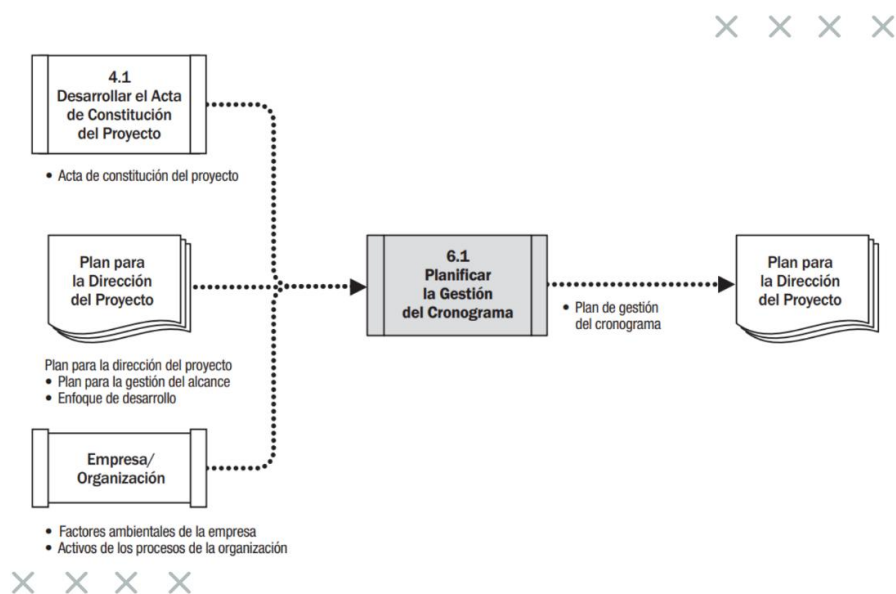 4.1
Desarrollar el Acta
de Constitución
del Proyecto
• Acta de constitución del proyecto
Plan para
la Dirección
del Proyecto
Plan para la dirección del proyecto
• Plan para la gestión del alcance
• Enfoque de desarrollo
Empresa/
Organización
• Factores ambientales de la empresa
• Activos de los procesos de la organización
6.1
Planificar
la Gestión
del Cronograma
• Plan de gestión
del cronograma
Plan para
la Dirección
del Proyecto